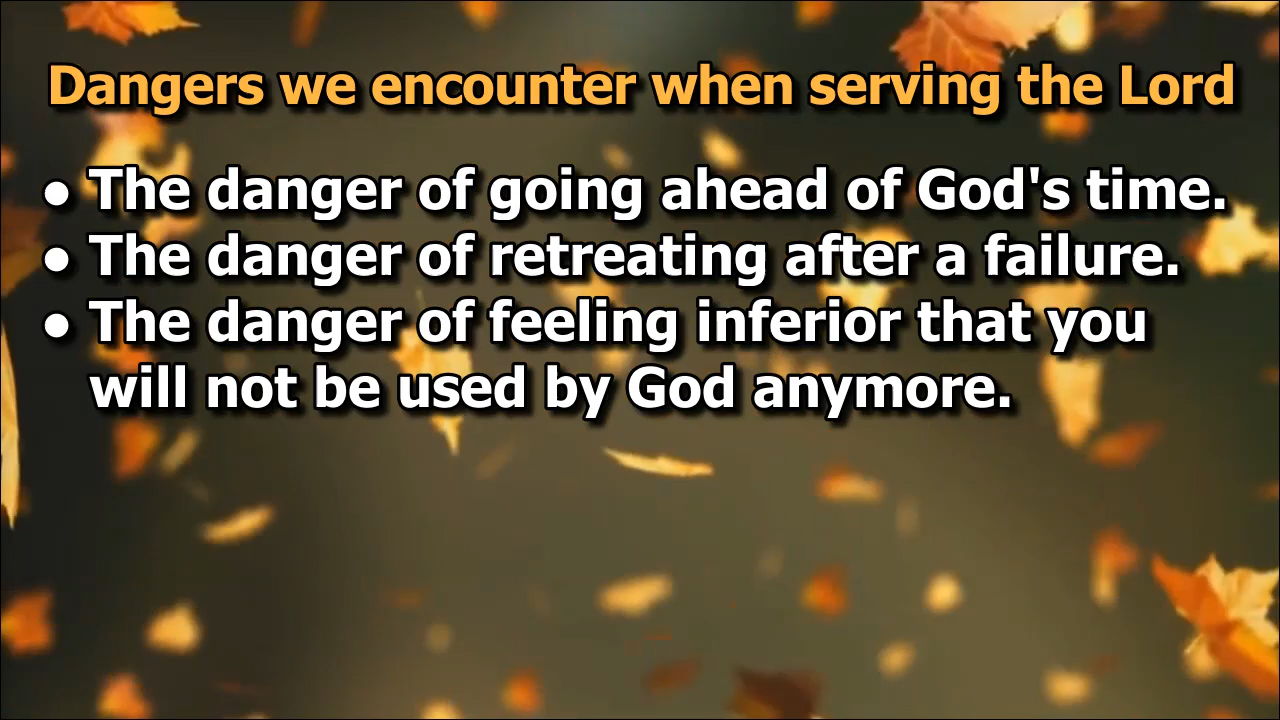 Dangers we encounter when serving the Lord
● The danger of going ahead of God's time.
● The danger of retreating after a failure.
● The danger of feeling inferior that you
will not be used by God anymore.